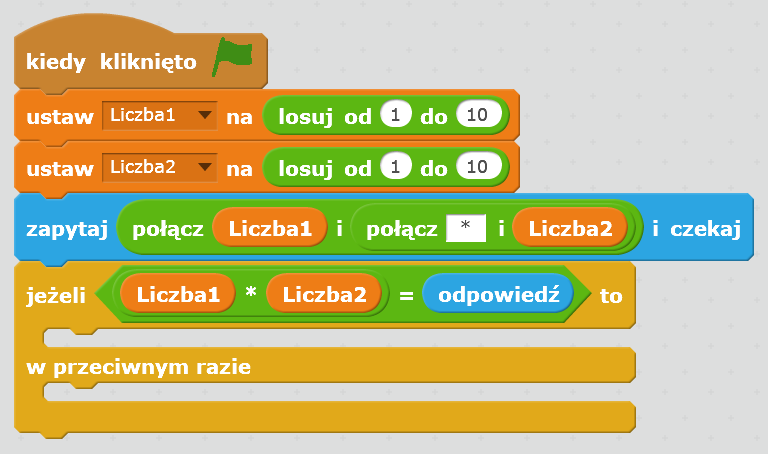 kiedy kliknięto
ustaw Liczba1 na losuj od 1 do 10
ustaw Liczba2 na losuj od 1 do 10
zapytaj połącz Liczba1 i połącz * i Liczba2 i czekaj
jeżeli Liczba1 * Liczba2 = odpowiedź to
w przeciwnym razie